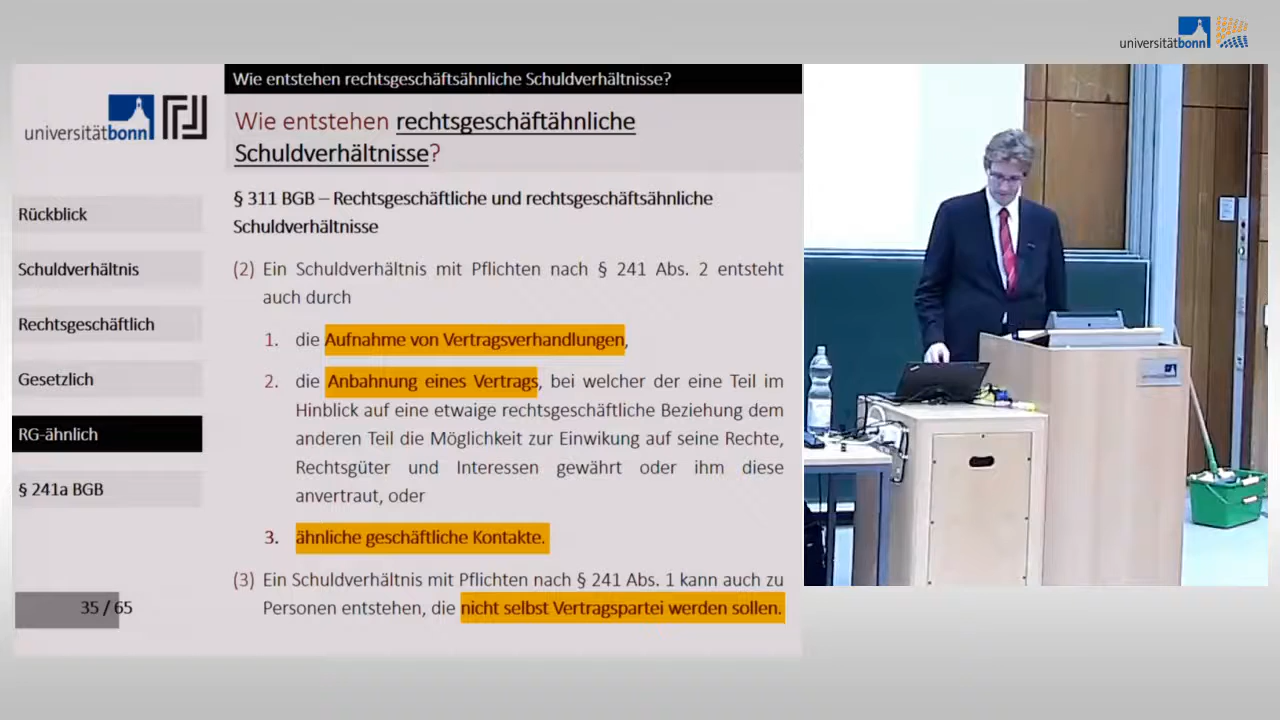 universitätbonn
Wie entstehen rechtsgeschäftsähnliche Schuldverhältnisse?
universitätbonn
Wie entstehen rechtsgeschäftähnliche
Schuldverhältnisse?
§ 311 BGB – Rechtsgeschäftliche und rechtsgeschäftsähnliche
Schuldverhältnisse
(2) Ein Schuldverhältnis mit Pflichten nach § 241 Abs. 2 entsteht
auch durch
1. die Aufnahme von Vertragsverhandlungen,
2. die Anbahnung eines Vertrags, bei welcher der eine Teil im
Hinblick auf eine etwaige rechtsgeschäftliche Beziehung dem
anderen Teil die Möglichkeit zur Einwikung auf seine Rechte,
Rechtsgüter und Interessen gewährt oder ihm diese
anvertraut, oder
3. ähnliche geschäftliche Kontakte.
(3) Ein Schuldverhältnis mit Pflichten nach § 241 Abs. 1 kann auch zu
Personen entstehen, die nicht selbst Vertragspartei werden sollen.
Rückblick
Schuldverhältnis
Rechtsgeschäftlich
Gesetzlich
RG-ähnlich
§ 241a BGB
35 / 65